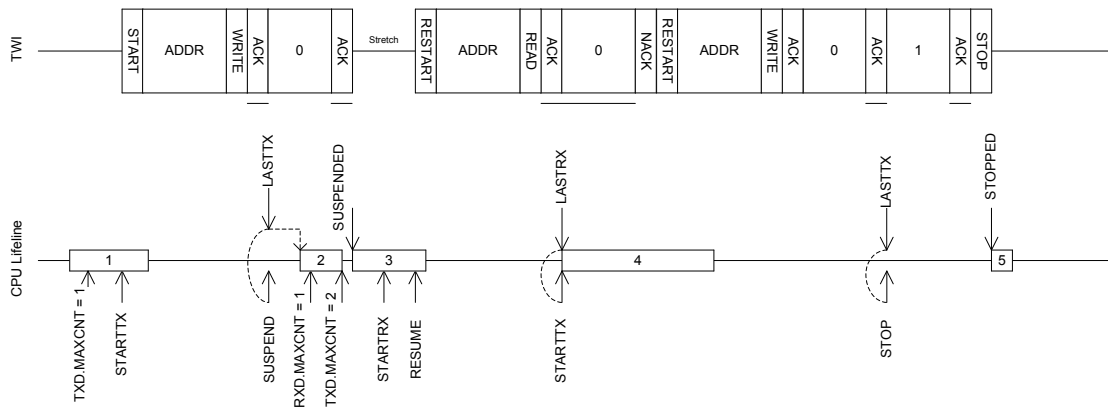 TWI
START
ADDR
WRITE
ACK
0
ACK
Stretch
RESTART
ADDR
READ
ACK
0
NACK
RESTART
ADDR
WRITE
ACK
0
ACK
1
ACK
STOP
CPU Lifeline
LASTTX
SUSPENDED
LASTRX
LASTTX
STOPPED
1
2
3
4
5
TXD.MAXCNT = 1
STARTTX
SUSPEND
RXD.MAXCNT = 1
TXD.MAXCNT = 2
STARTRX
RESUME
STARTTX
STOP